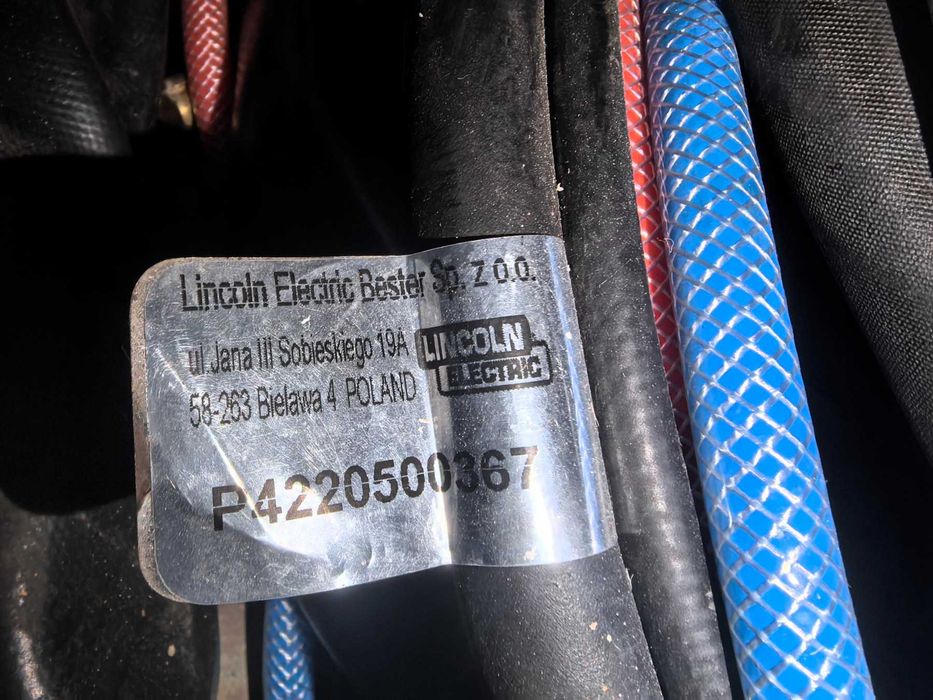 Lincoln Electric Bester Sp. Z o.o.
ul Jana III Sobieskiego 19A
58-263 Bielawa 4 POLAND
LINCOLN
ELECTRIC
P4220500367